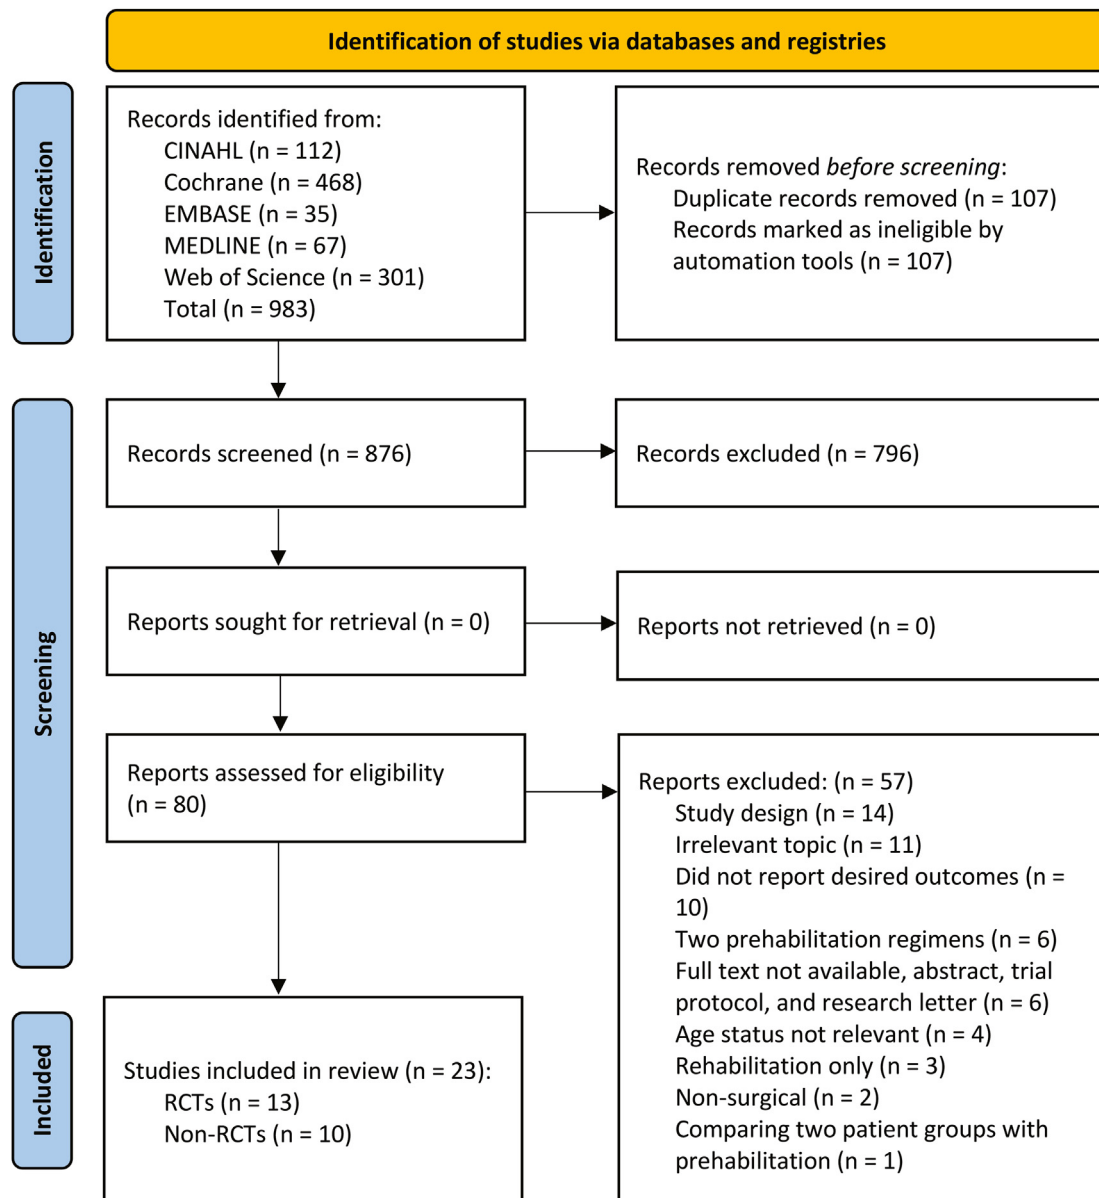 Identification of studies via databases and registries
Identification
Records identified from:
CINAHL (n = 112)
Cochrane (n = 468)
EMBASE (n = 35)
MEDLINE (n = 67)
Web of Science (n = 301)
Total (n = 983)
Records removed before screening:
Duplicate records removed (n = 107)
Records marked as ineligible by
automation tools (n = 107)
Screening
Records screened (n = 876)
Records excluded (n = 796)
Reports sought for retrieval (n = 0)
Reports not retrieved (n = 0)
Reports assessed for eligibility
(n = 80)
Reports excluded: (n = 57)
Study design (n = 14)
Irrelevant topic (n = 11)
Did not report desired outcomes (n =
10)
Two prehabilitation regimens (n = 6)
Full text not available, abstract, trial
protocol, and research letter (n = 6)
Age status not relevant (n = 4)
Rehabilitation only (n = 3)
Non-surgical (n = 2)
Comparing two patient groups with
prehabilitation (n = 1)
Included
Studies included in review (n = 23):
RCTs (n = 13)
Non-RCTs (n = 10)